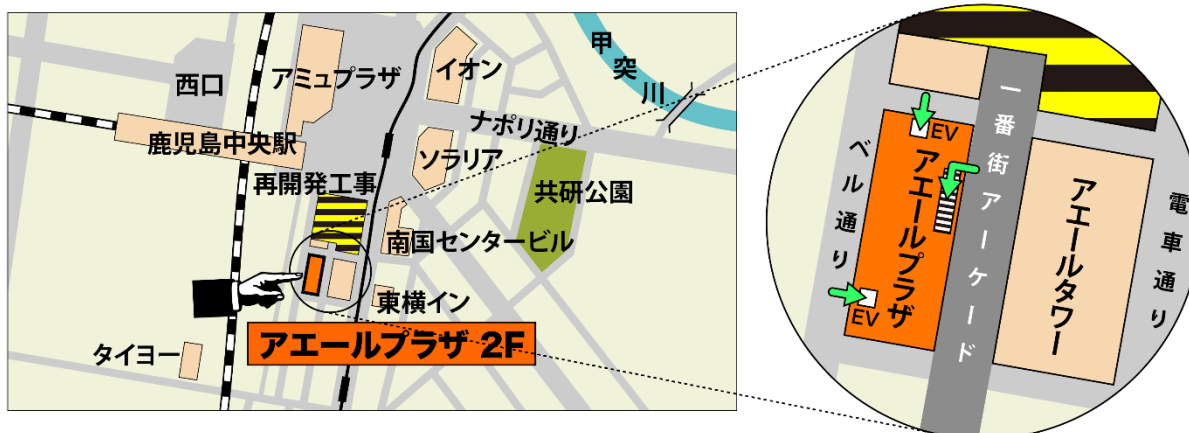 西口
アミュプラザ
イオン
甲突川
ナポリ通り
鹿児島中央駅
ソラリア
再開発工事
共研公園
南国センタービル
東横イン
アエールプラザ 2F
タイヨー
一番街アーケード
EV
アエールプラザ
ベル通り
EV
アエールタワー
電車通り